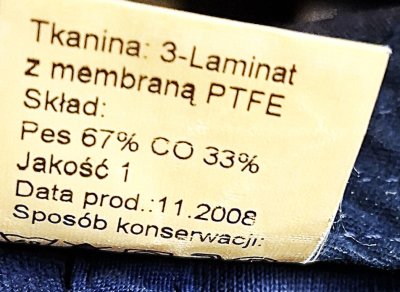 Tkanina: 3-Laminat
z membraną PTFE
Skład:
Pes 67% CO 33%
Jakość 1
Data prod.:11.2008
Sposób konserwacji: